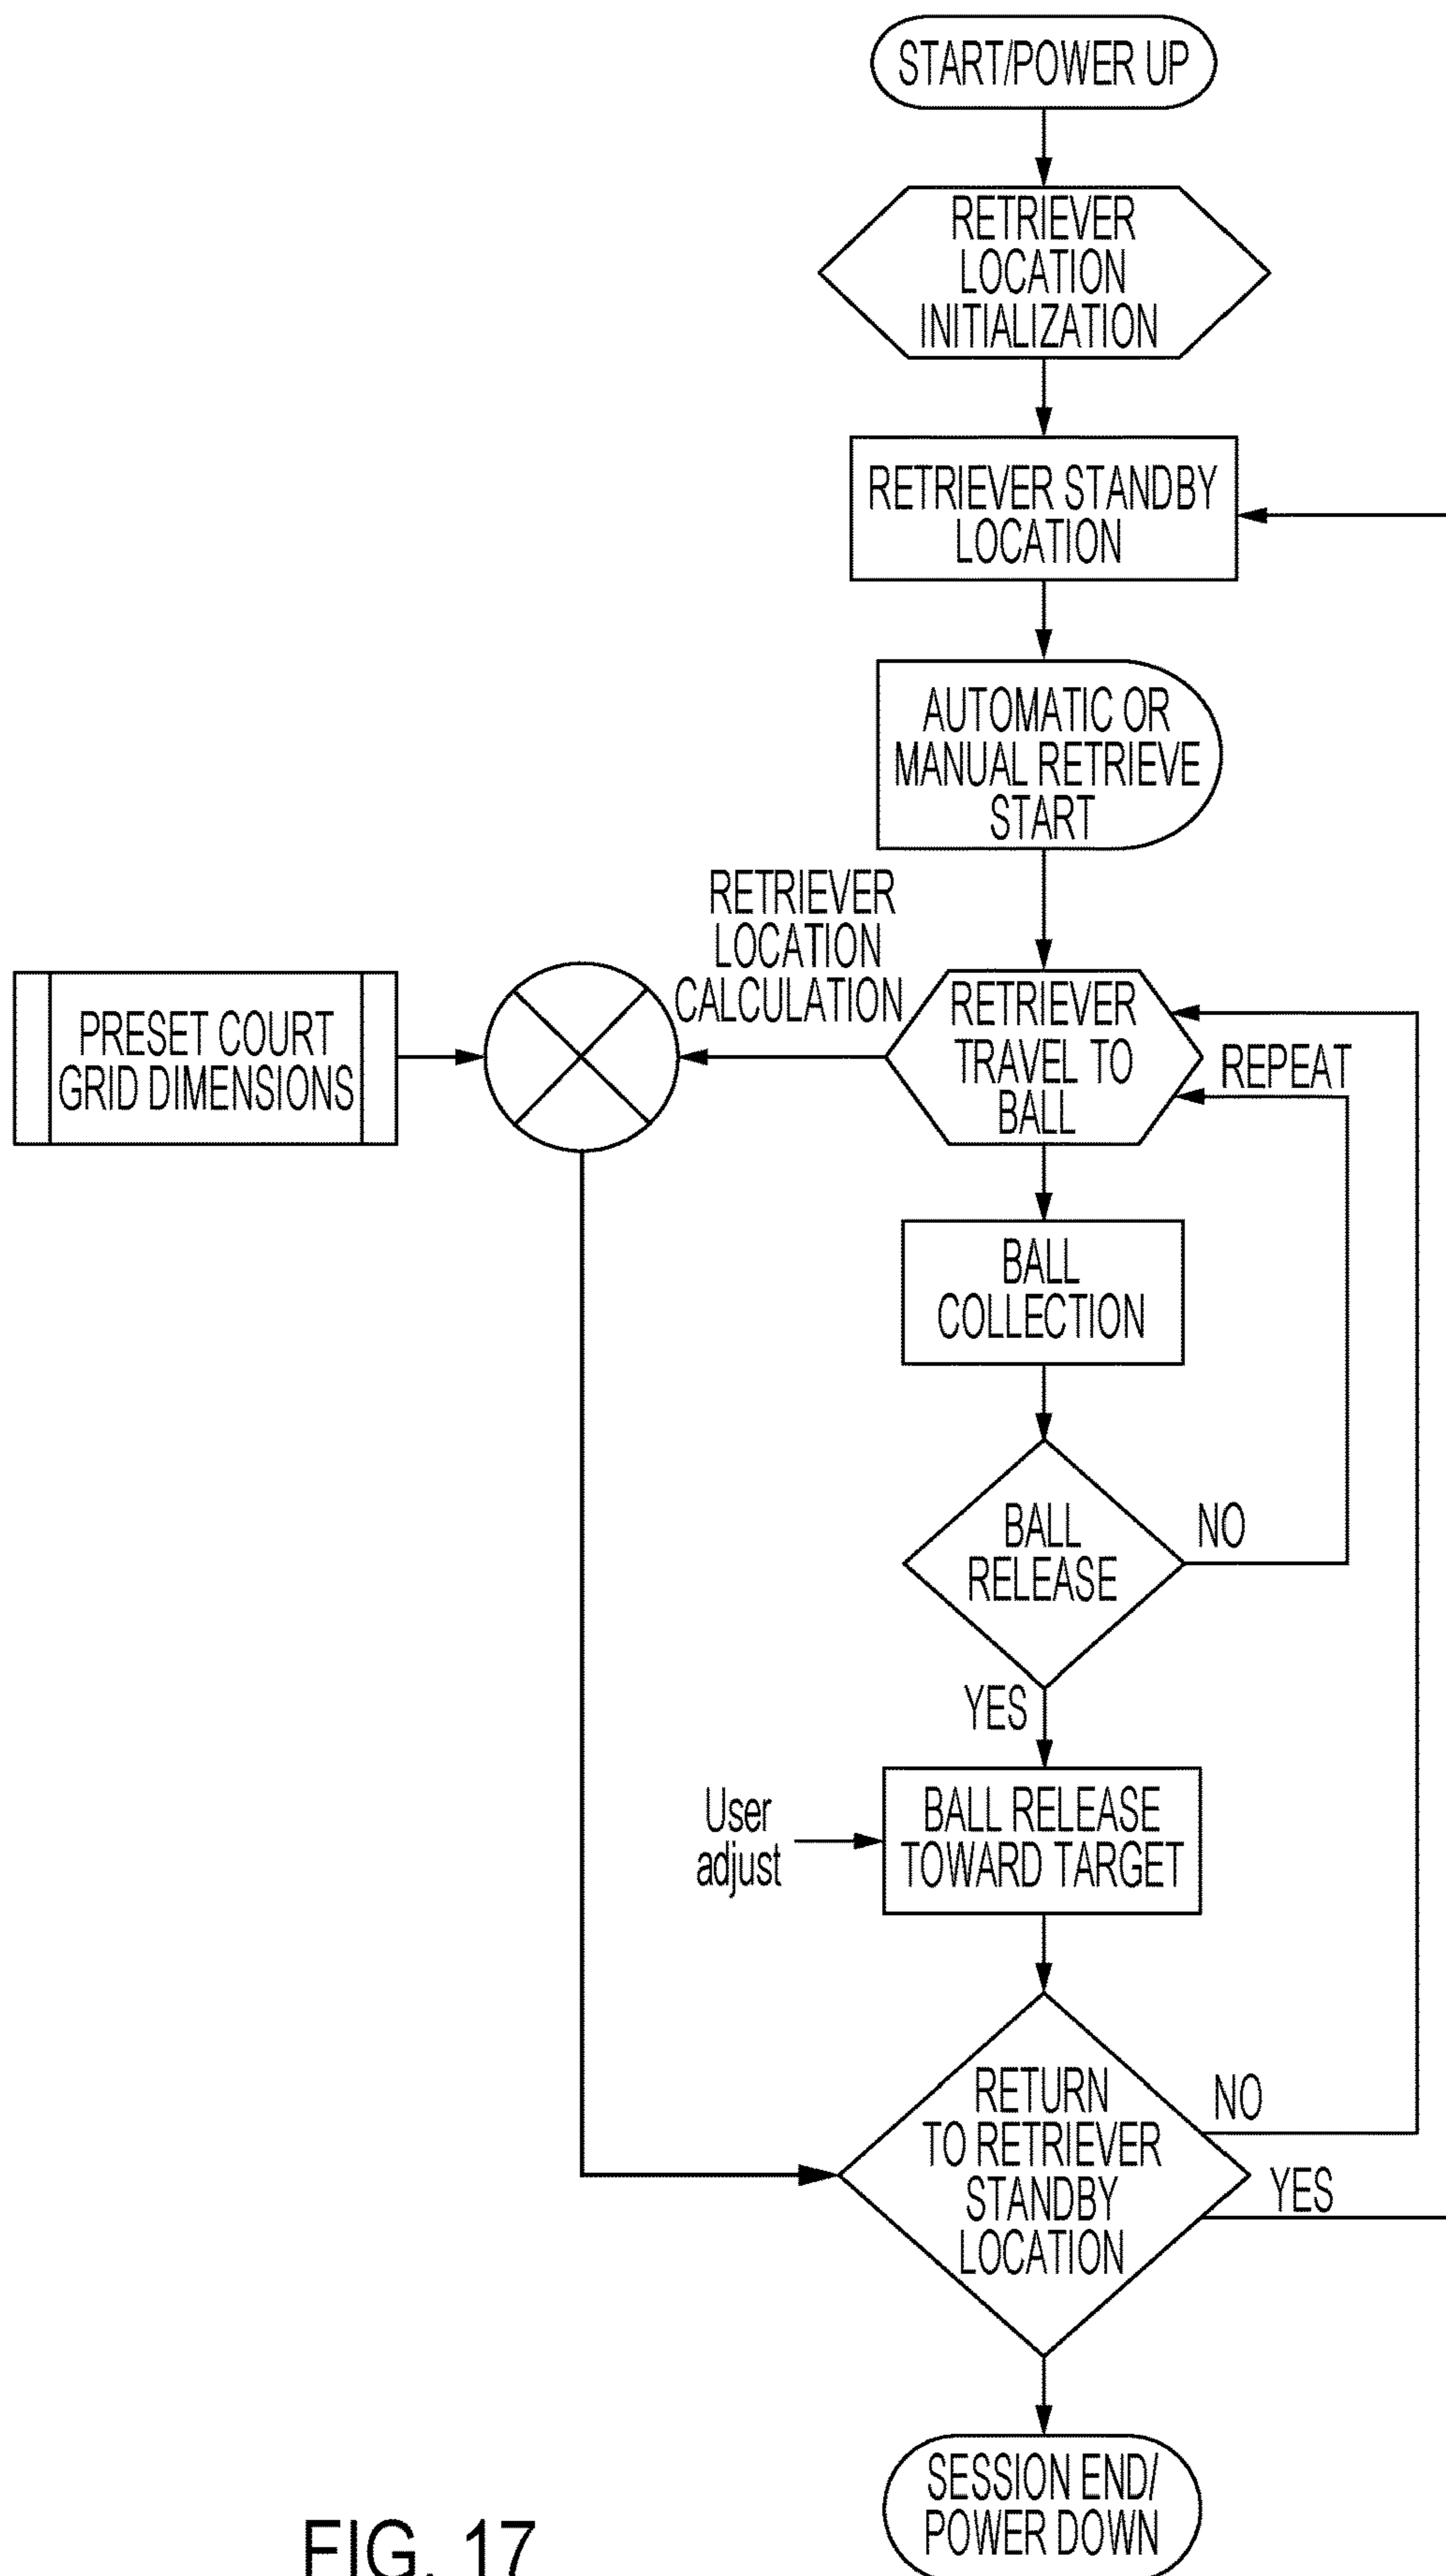 START/POWER UP
RETRIEVER
LOCATION
INITIALIZATION
RETRIEVER STANDBY
LOCATION
AUTOMATIC OR
MANUAL RETRIEVE
START
RETRIEVER
LOCATION
CALCULATION
PRESET COURT
GRID DIMENSIONS
RETRIEVER
TRAVEL TO
BALL
REPEAT
BALL
COLLECTION
BALL
RELEASE
NO
YES
User
adjust
BALL RELEASE
TOWARD TARGET
RETURN
TO RETRIEVER
STANDBY
LOCATION
NO
YES
SESSION END/
POWER DOWN
FIG. 17